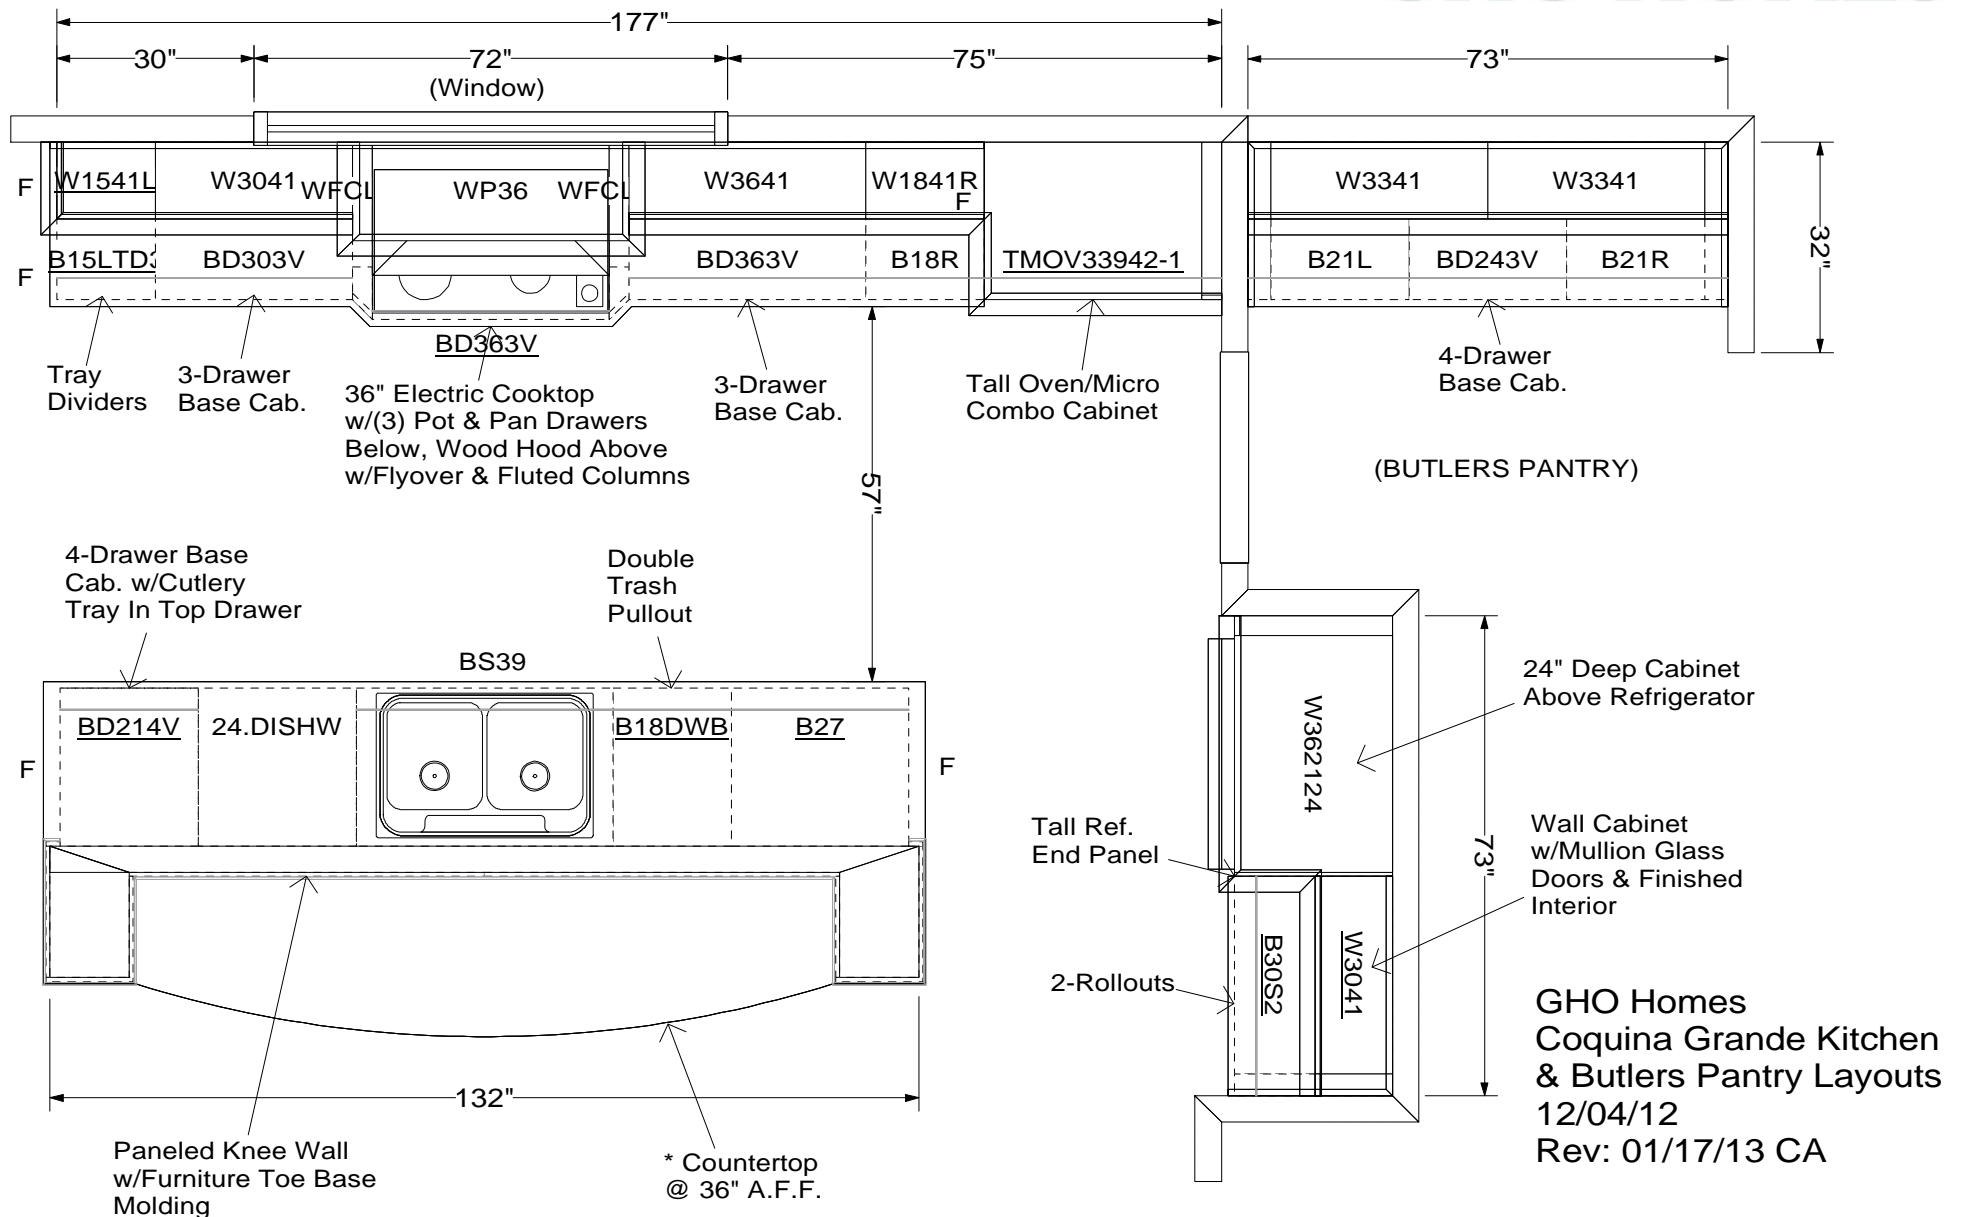 177"
30"
72"
(Window)
75"
73"
F
W1541L
W3041
WFCL
WP36
WFCL
W3641
W1841R
F
W3341
W3341
32"
F
B15LTD3
BD303V
BD363V
B18R
TMOV33942-1
B21L
BD243V
B21R
BD363V
Tray
Dividers
3-Drawer
Base Cab.
36" Electric Cooktop
w/(3) Pot & Pan Drawers
Below, Wood Hood Above
w/Flyover & Fluted Columns
3-Drawer
Base Cab.
Tall Oven/Micro
Combo Cabinet
4-Drawer
Base Cab.
57"
(BUTLERS PANTRY)
4-Drawer Base
Cab. w/Cutlery
Tray In Top Drawer
Double
Trash
Pullout
BS39
BD214V
24.DISHW
B18DWB
B27
F
F
W362124
24" Deep Cabinet
Above Refrigerator
73"
Tall Ref.
End Panel
Wall Cabinet
w/Mullion Glass
Doors & Finished
Interior
2-Rollouts
B30S2
W3041
132"
Paneled Knee Wall
w/Furniture Toe Base
Molding
* Countertop
@ 36" A.F.F.
GHO Homes
Coquina Grande Kitchen
& Butlers Pantry Layouts
12/04/12
Rev: 01/17/13 CA